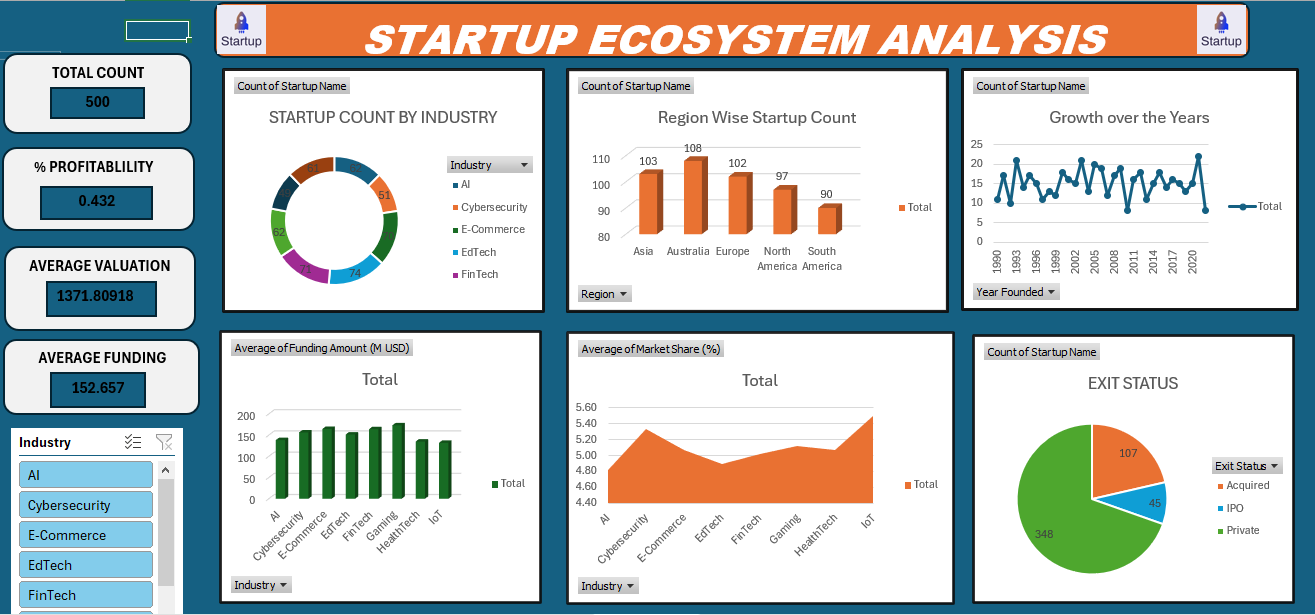 Startup
STARTUP ECOSYSTEM ANALYSIS
Startup
TOTAL COUNT
500
% PROFITABLILITY
0.432
AVERAGE VALUATION
1371.80918
AVERAGE FUNDING
152.657
Industry
AI
Cybersecurity
E-Commerce
EdTech
FinTech
Count of Startup Name
STARTUP COUNT BY INDUSTRY
61
51
62
71
74
Industry
AI
Cybersecurity
E-Commerce
EdTech
FinTech
Count of Startup Name
Region Wise Startup Count
110
100
90
80
103
108
102
97
90
Asia
Australia
Europe
North America
South America
Total
Region
Count of Startup Name
Growth over the Years
25
20
15
10
5
0
1990
1993
1996
1999
2002
2005
2008
2011
2014
2017
2020
Total
Year Founded
Average of Funding Amount (M USD)
Total
200
150
100
50
0
AI
Cybersecurity
E-Commerce
EdTech
FinTech
Gaming
HealthTech
IoT
Total
Industry
Average of Market Share (%)
Total
5.60
5.40
5.20
5.00
4.80
4.60
4.40
AI
Cybersecurity
E-Commerce
EdTech
FinTech
Gaming
HealthTech
IoT
Total
Industry
Count of Startup Name
EXIT STATUS
107
45
348
Exit Status
Acquired
IPO
Private